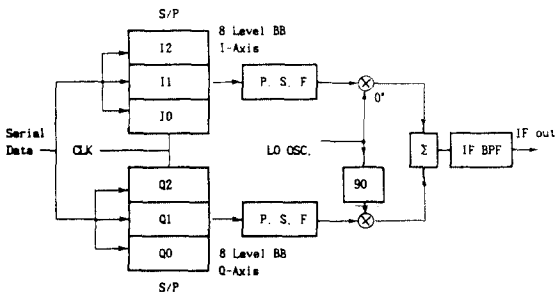 S/P
8 Level BB
I-Axis
I2
I1
I0
P. S. F
0°
Serial
Data
CLK
LO OSC.
Σ
IF BPF
IF out
90
Q2
Q1
Q0
P. S. F
8 Level BB
Q-Axis
S/P